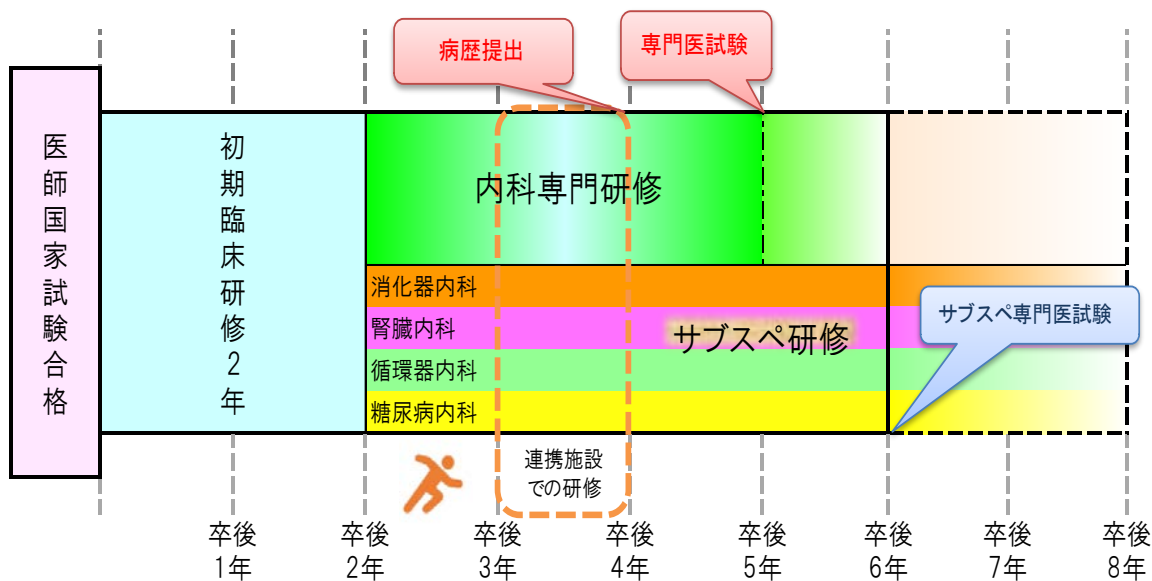 病歴提出
専門医試験
医師国家試験合格
初期臨床研修2年
内科専門研修
消化器内科
腎臓内科
循環器内科
糖尿病内科
サブスペ研修
サブスペ専門医試験
連携施設
での研修
卒後
1年
卒後
2年
卒後
3年
卒後
4年
卒後
5年
卒後
6年
卒後
7年
卒後
8年